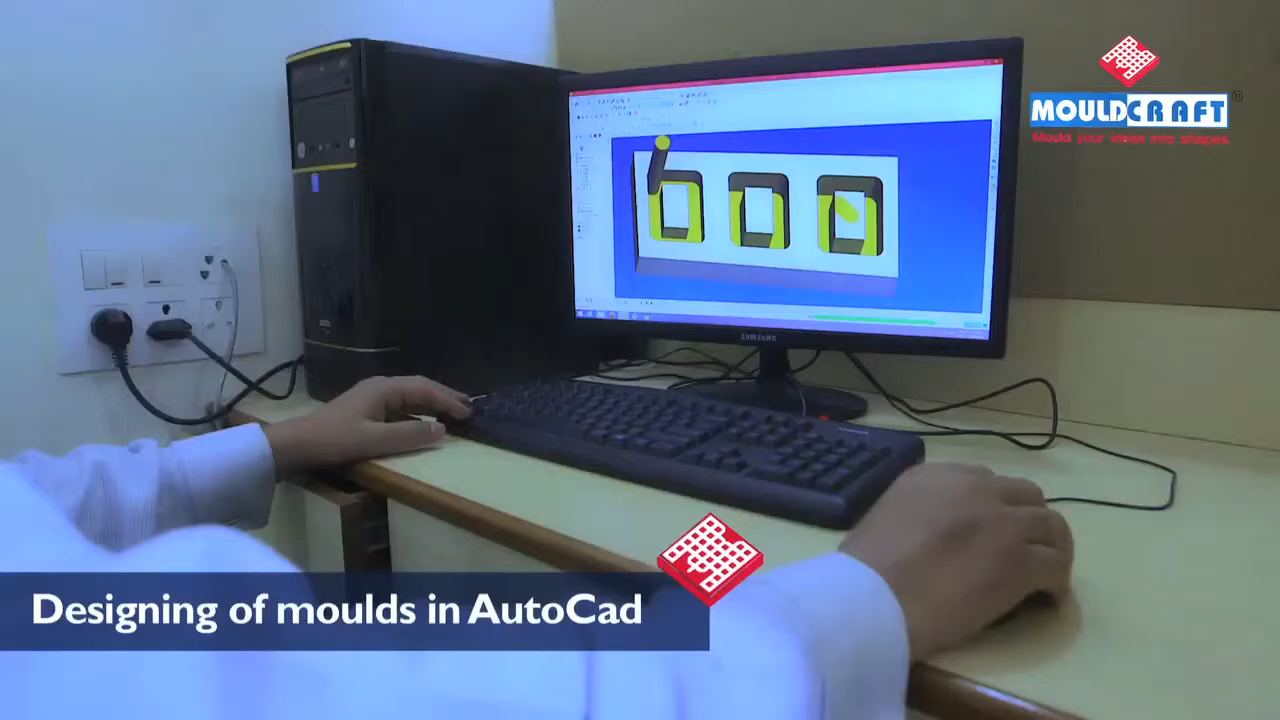 MOULDCRAFT
Mould your ideas into shapes
SAMSUNG
Designing of moulds in AutoCad